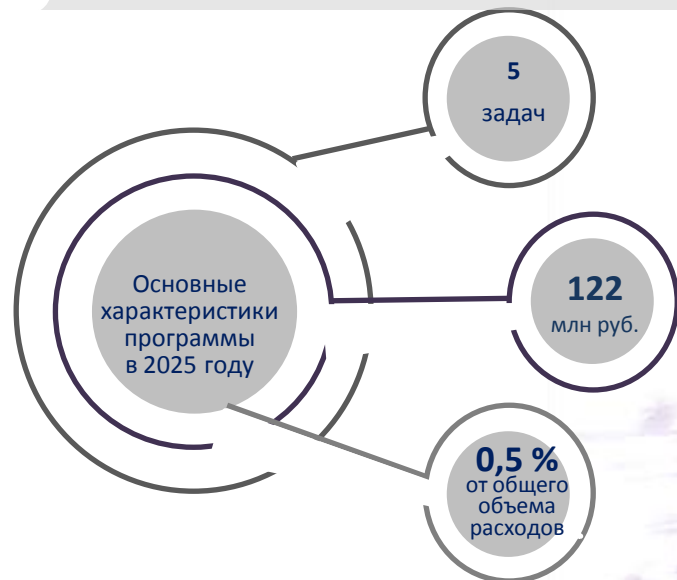 5
задач
Основные
характеристики
программы
в 2025 году
122
млн руб.
0,5 %
от общего
объема
расходов